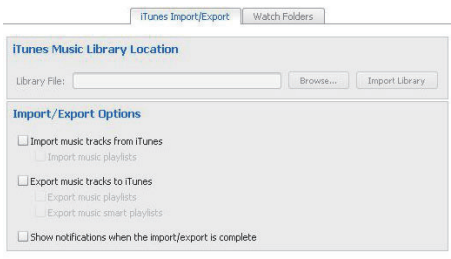 iTunes Import/Export Watch Folders
iTunes Music Library Location
Library File: Browse... Import Library
Import/Export Options
Import music tracks from iTunes
Import music playlists
Export music tracks to iTunes
Export music playlists
Export music smart playlists
Show notifications when the import/export is complete